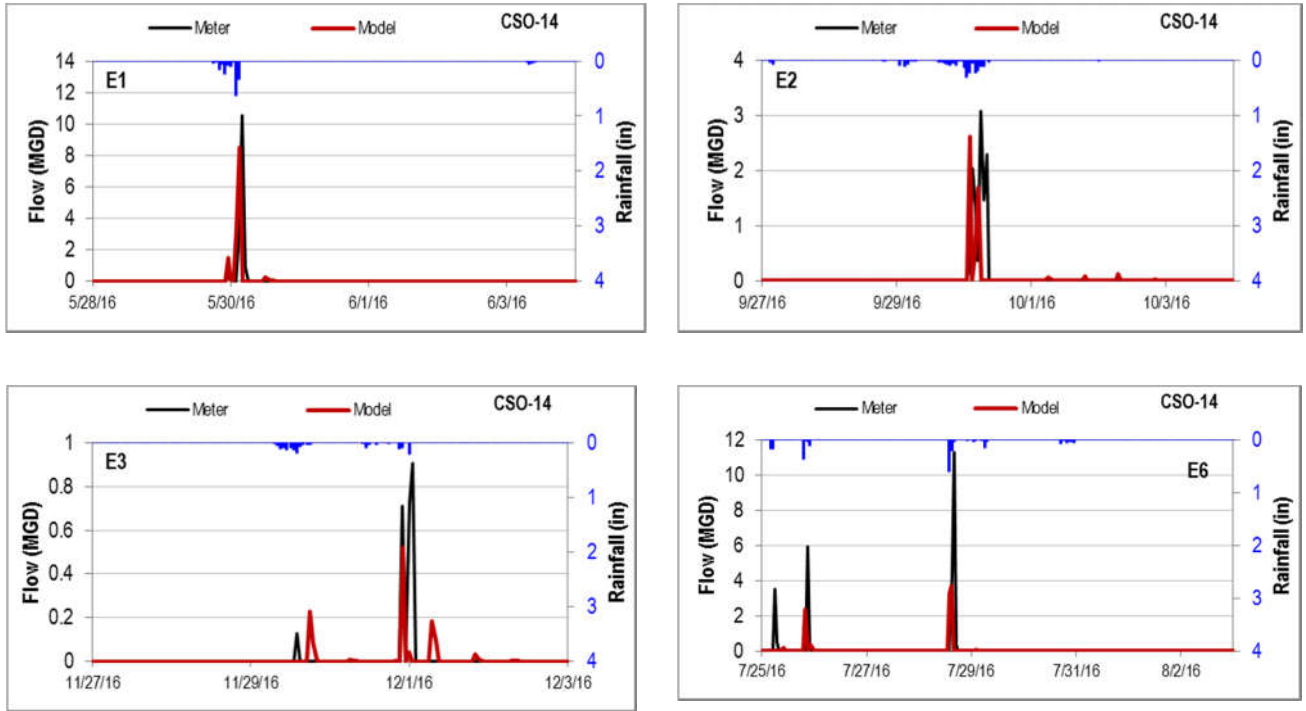 Meter Model CSO-14
E1
Flow (MGD)
14
12
10
8
6
4
2
0
0
1
2
3
4
Rainfall (in)
5/28/16 5/30/16 6/1/16 6/3/16
Meter Model CSO-14
E2
Flow (MGD)
4
3
2
1
0
0
1
2
3
4
Rainfall (in)
9/27/16 9/29/16 10/1/16 10/3/16
Meter Model CSO-14
E3
Flow (MGD)
1
0.8
0.6
0.4
0.2
0
0
1
2
3
4
Rainfall (in)
11/27/16 11/29/16 12/1/16 12/3/16
Meter Model CSO-14
E6
Flow (MGD)
12
10
8
6
4
2
0
0
1
2
3
4
5
Rainfall (in)
7/25/16 7/27/16 7/29/16 7/31/16 8/2/16